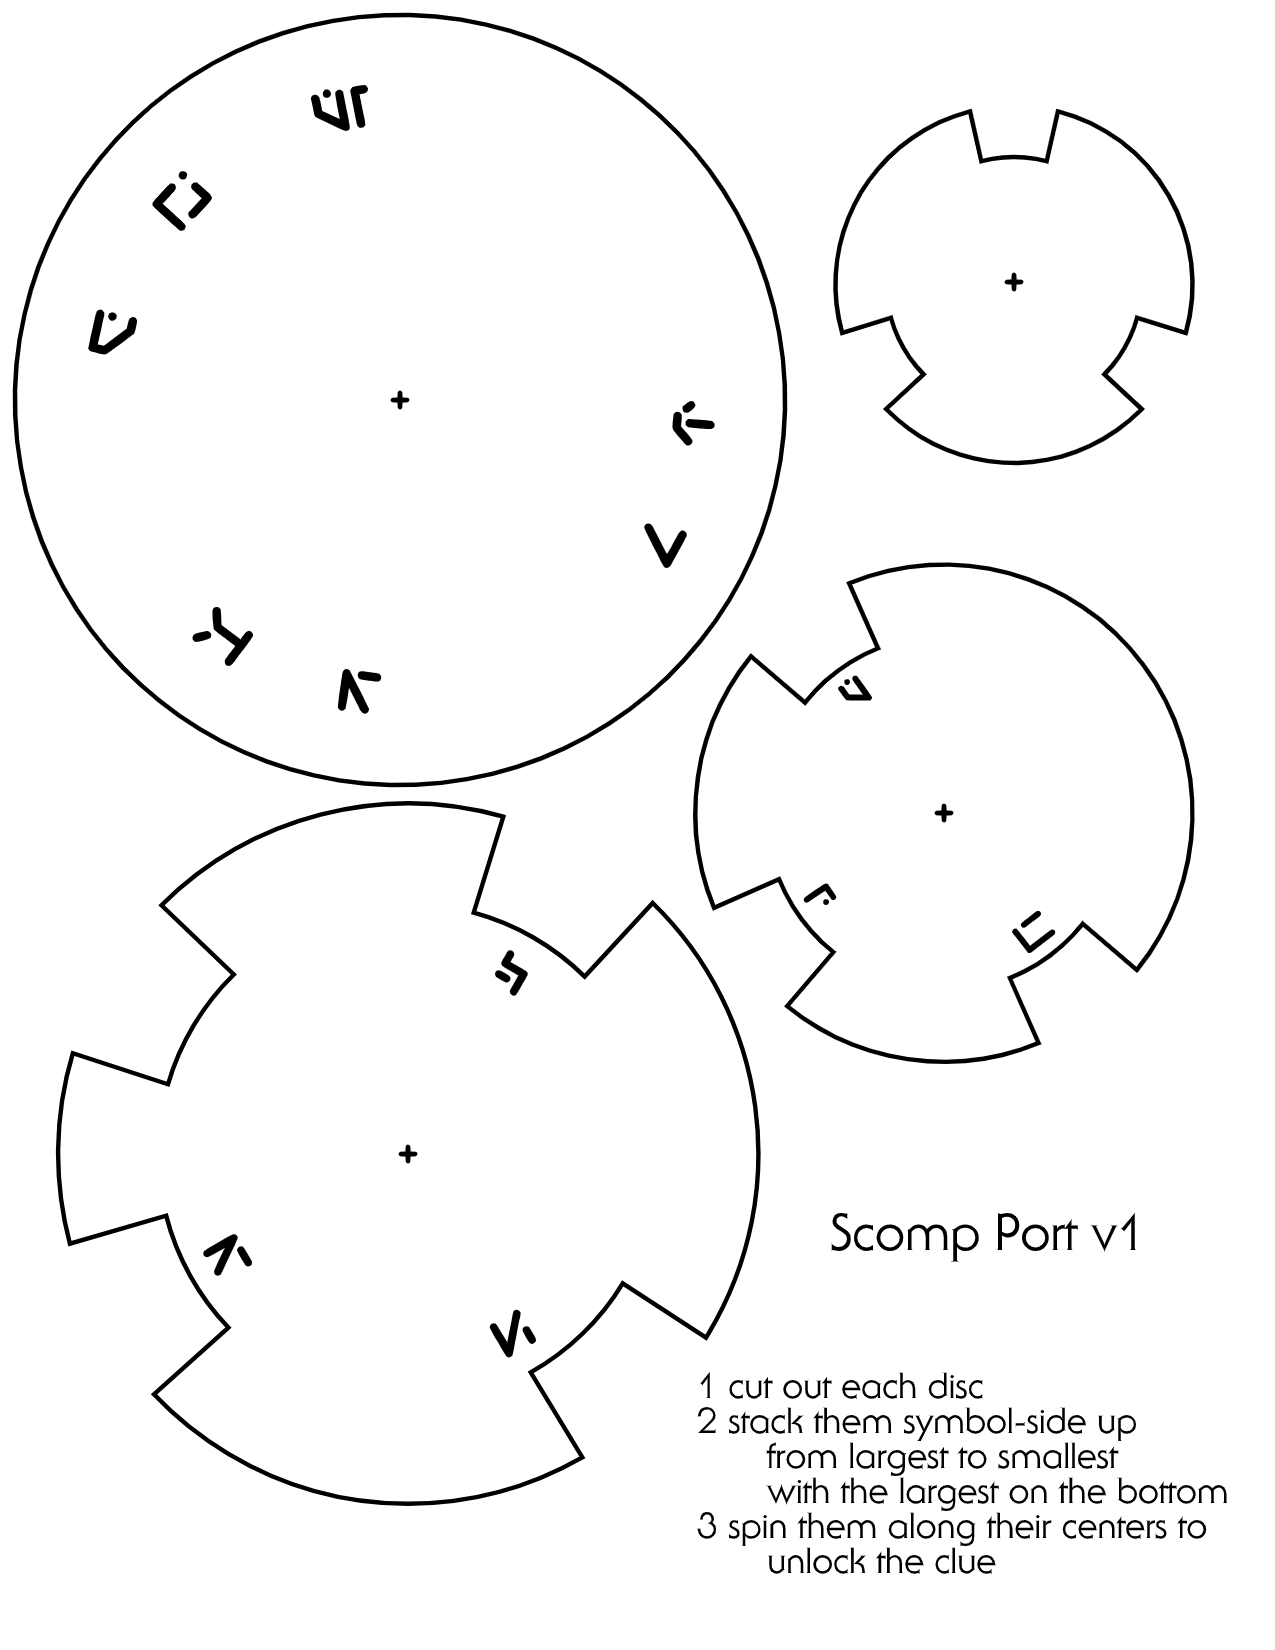 Scomp Port v1
1 cut out each disc
2 stack them symbol-side up
from largest to smallest
with the largest on the bottom
3 spin them along their centers to
unlock the clue